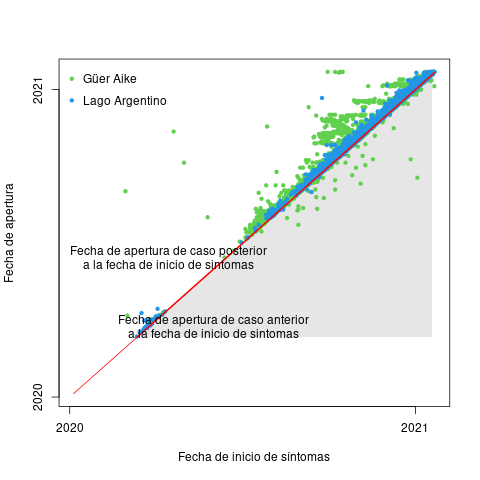 Güer Aike
Lago Argentino
2021
Fecha de apertura
Fecha de apertura de caso posterior
a la fecha de inicio de sintomas
Fecha de apertura de caso anterior
a la fecha de inicio de sintomas
2020
2020
2021
Fecha de inicio de síntomas